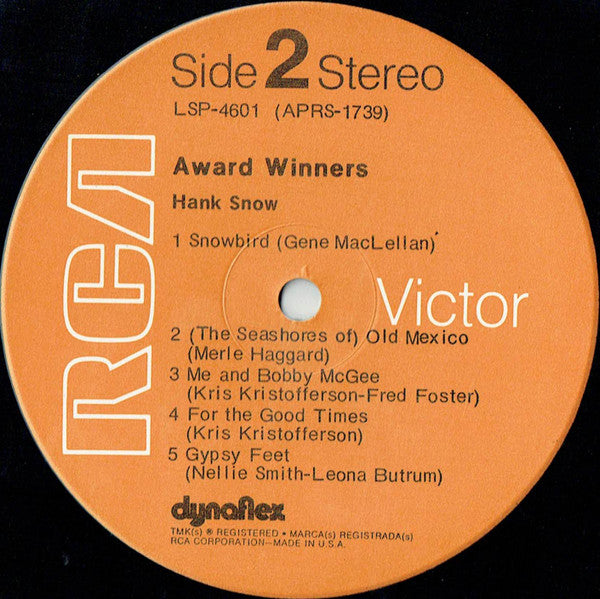 Side 2 Stereo
LSP-4601 (APRS-1739)
Award Winners
Hank Snow
1 Snowbird (Gene MacLellan)
RCA
Victor
2 (The Seashores of) Old Mexico
(Merle Haggard)
3 Me and Bobby McGee
(Kris Kristofferson-Fred Foster)
4 For the Good Times
(Kris Kristofferson)
5 Gypsy Feet
(Nellie Smith-Leona Butrum)
dynaflex
TMK(s) ® REGISTERED • MARCA(s) REGISTRADA(s)
RCA CORPORATION—MADE IN U.S.A.